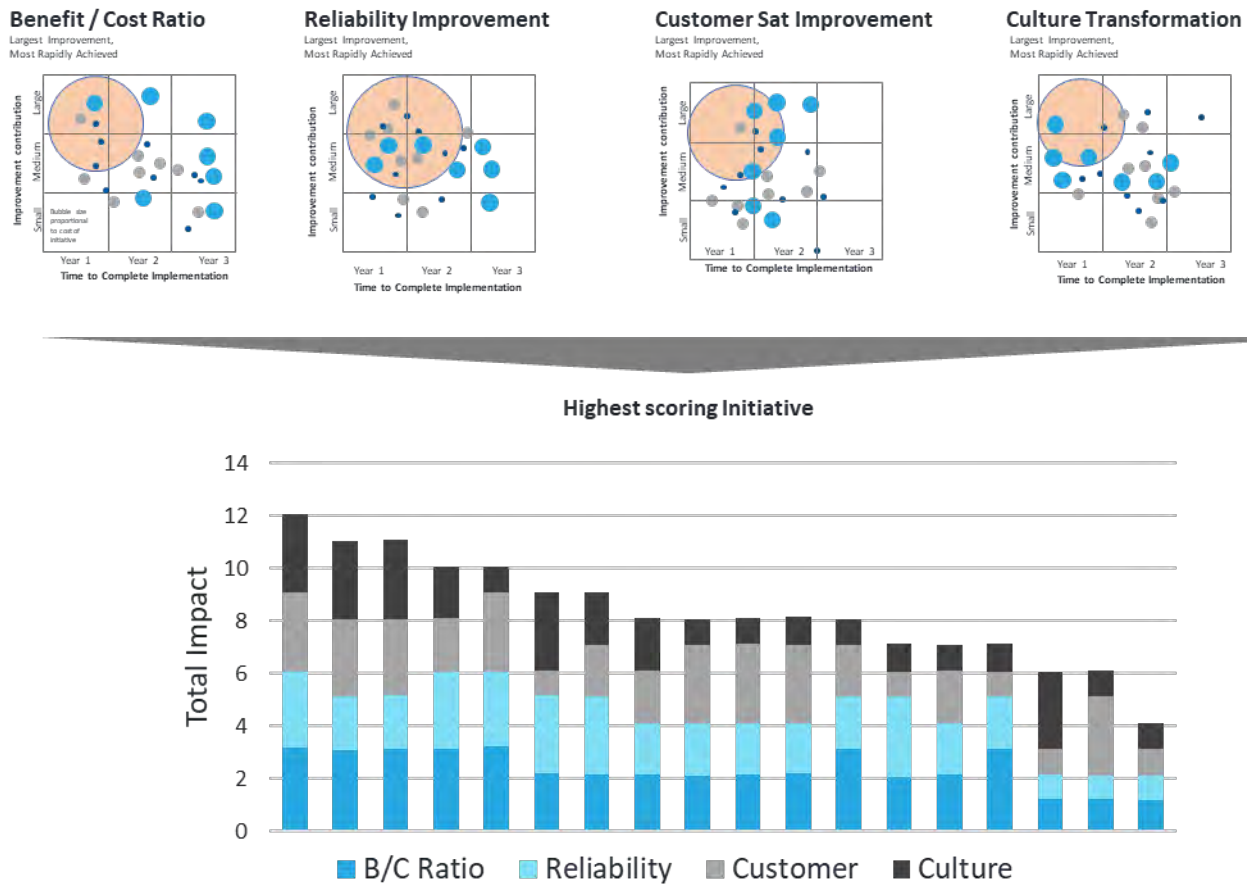 Benefit / Cost Ratio
Largest Improvement,
Most Rapidly Achieved
Improvement contribution
Large
Medium
Small
Bubble size
proportional
to cost of
initiative
Year 1 Year 2 Year 3
Time to Complete Implementation
Reliability Improvement
Largest Improvement,
Most Rapidly Achieved
Improvement contribution
Large
Medium
Small
Year 1 Year 2 Year 3
Time to Complete Implementation
Customer Sat Improvement
Largest Improvement,
Most Rapidly Achieved
Improvement contribution
Large
Medium
Small
Year 1 Year 2 Year 3
Time to Complete Implementation
Culture Transformation
Largest Improvement,
Most Rapidly Achieved
Improvement contribution
Large
Medium
Small
Year 1 Year 2 Year 3
Time to Complete Implementation
Highest scoring Initiative
Total Impact
14
12
10
8
6
4
2
0
B/C Ratio Reliability Customer Culture